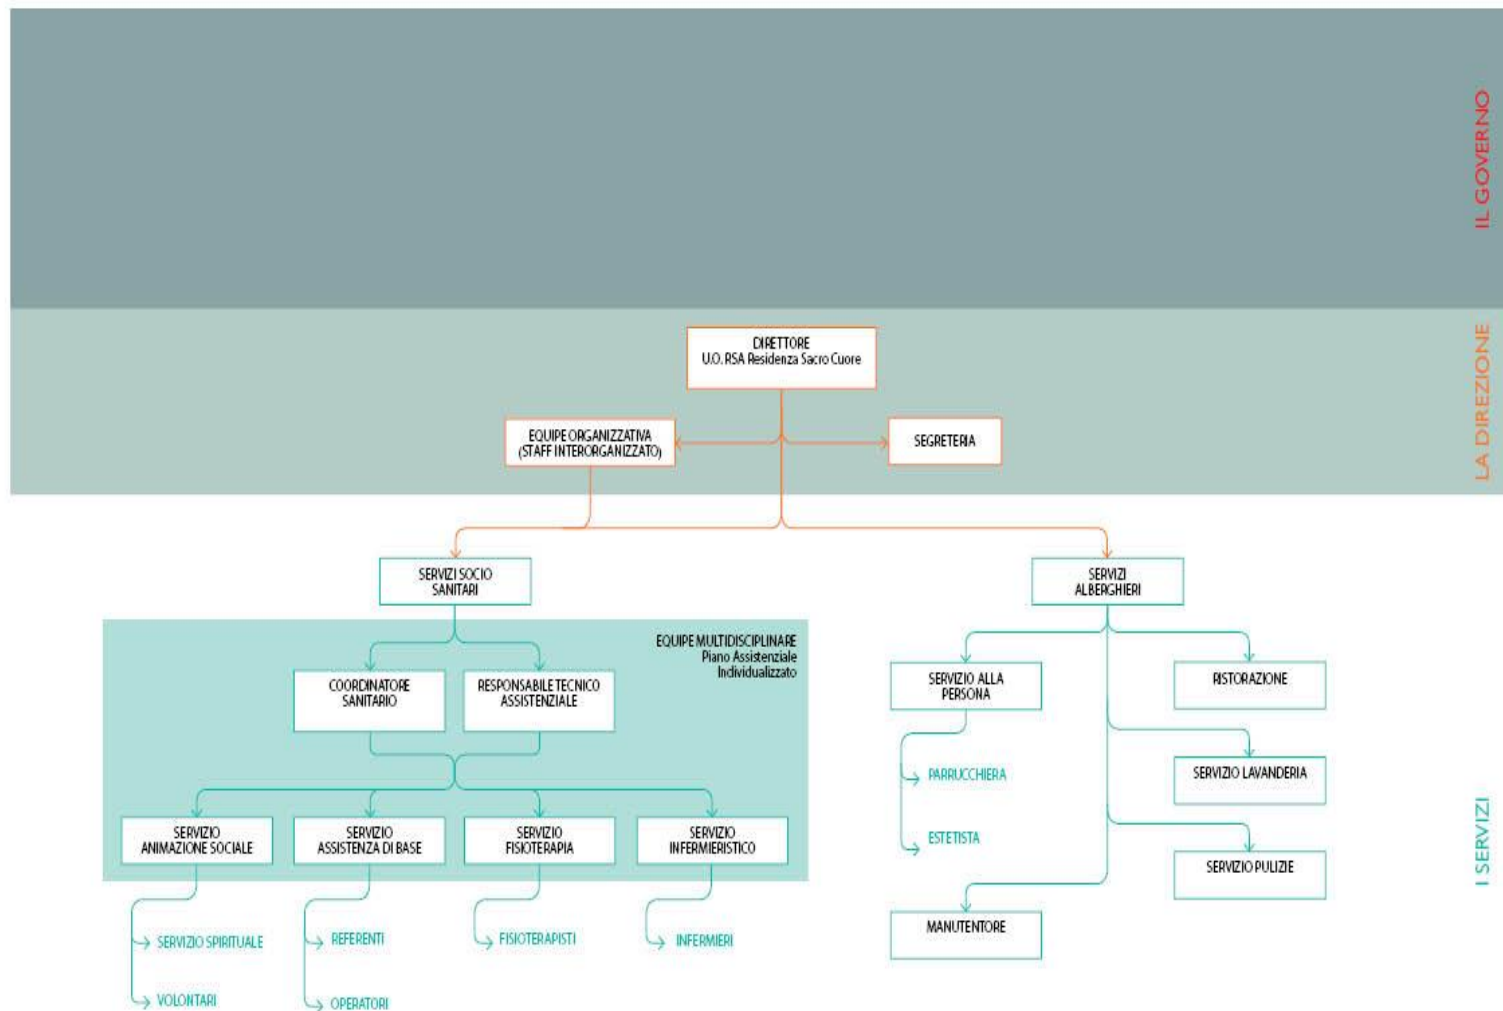 IL GOVERNO
LA DIREZIONE
DIRETTORE
U.O. RSA Residenza Sacro Cuore
EQUIPE ORGANIZZATIVA
(STAFF INTERORGANIZZATO)
SEGRETERIA
I SERVIZI
SERVIZI SOCIO
SANITARI
SERVIZI
ALBERGHIERI
EQUIPE MULTIDISCIPLINARE
Piano Assistenziale
Individualizzato
COORDINATORE
SANITARIO
RESPONSABILE TECNICO
ASSISTENZIALE
SERVIZIO ALLA
PERSONA
RISTORAZIONE
PARRUCCHIERA
SERVIZIO LAVANDERIA
SERVIZIO
ANIMAZIONE SOCIALE
SERVIZIO
ASSISTENZA DI BASE
SERVIZIO
FISIOTERAPIA
SERVIZIO
INFERMIERISTICO
ESTETISTA
SERVIZIO PULIZIE
MANUTENTORE
SERVIZIO SPIRITUALE
REFERENTI
FISIOTERAPISTI
INFERMIERI
VOLONTARI
OPERATORI